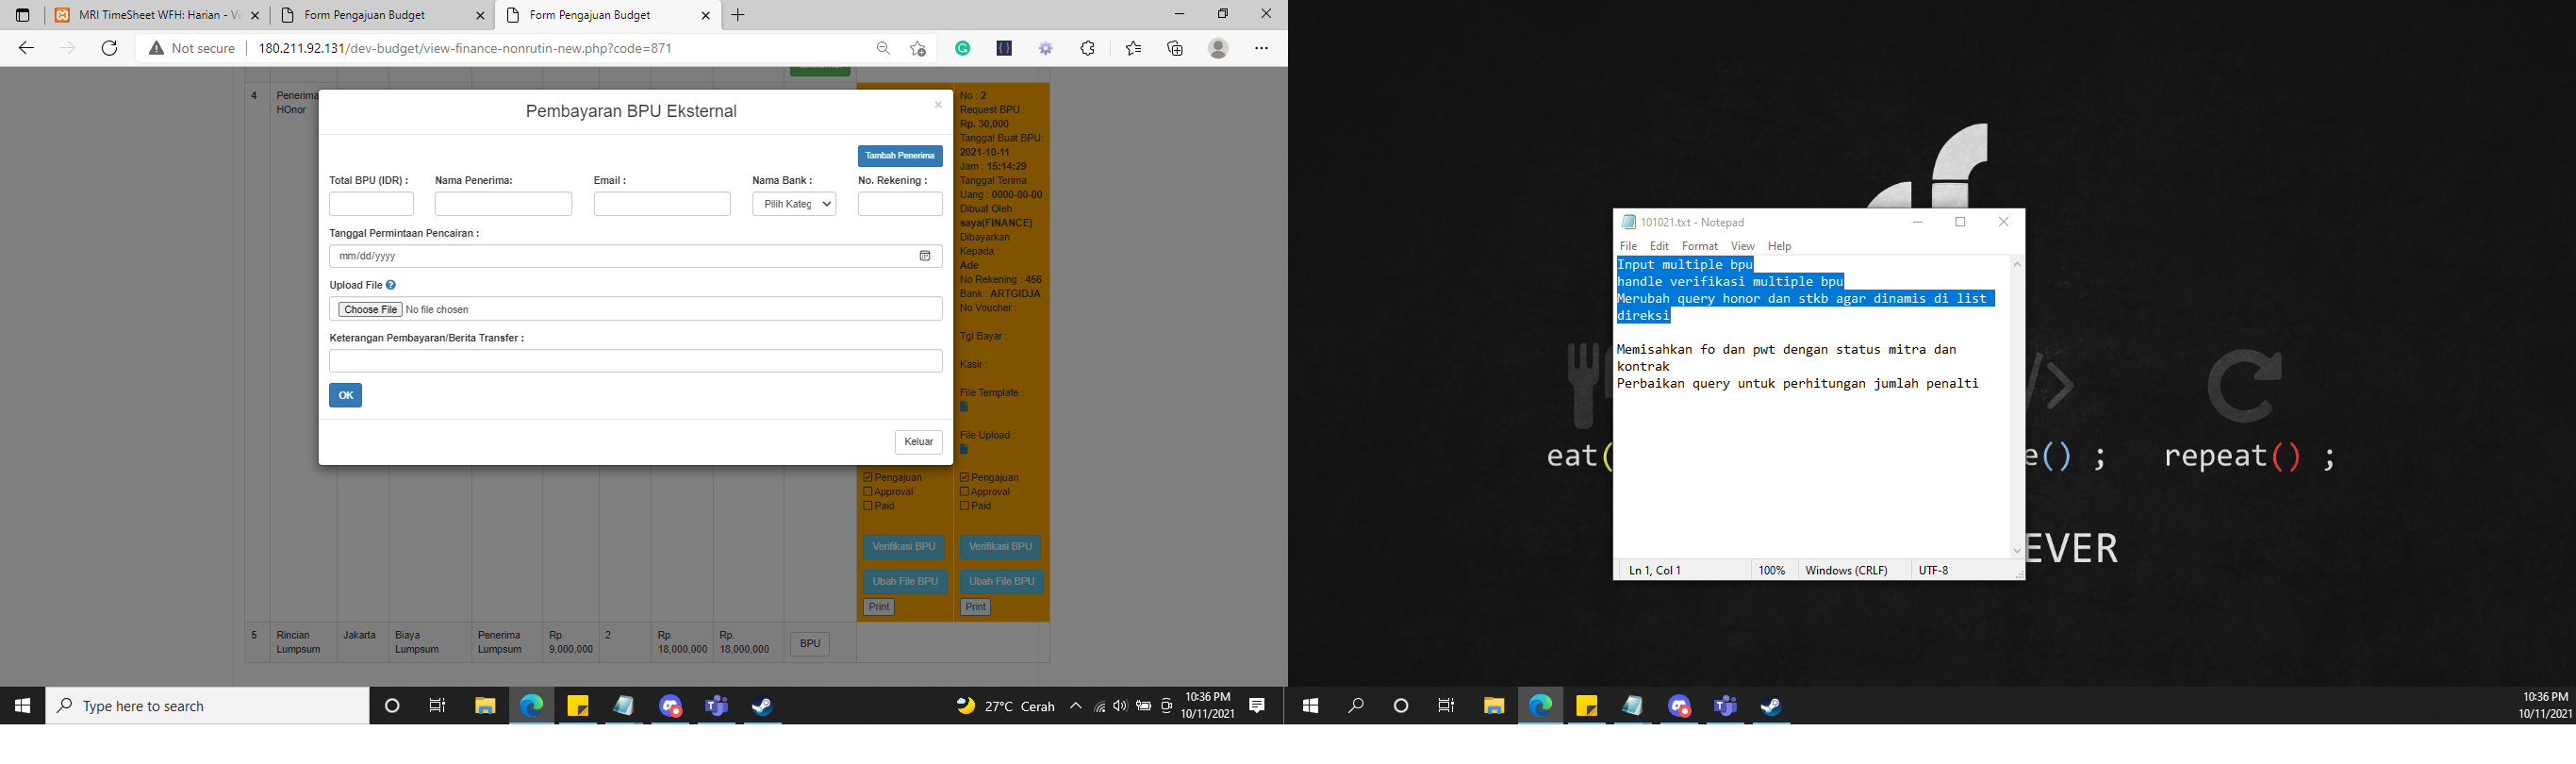 MRI TimeSheet WFH: Harian - Vi
Form Pengajuan Budget
Form Pengajuan Budget
Not secure
180.211.92.131/dev-budget/view-finance-nonrutin-new.php?code=871
4
Penerima
HOnor
Pembayaran BPU Eksternal
×
Tambah Penerima
Total BPU (IDR) :
Nama Penerima:
Email :
Nama Bank :
No. Rekening :
Pilih Kateg
Tanggal Permintaan Pencairan :
mm/dd/yyyy
Upload File
Choose File No file chosen
Keterangan Pembayaran/Berita Transfer :
OK
Keluar
No : 2
Request BPU :
Rp. 30,000
Tanggal Buat BPU:
2021-10-11
Jam : 15:14:29
Tanggal Terima
Uang : 0000-00-00
Dibuat Oleh :
saya(FINANCE)
Dibayarkan
Kepada :
Ade
No Rekening : 456
Bank : ARTGIDJA
No Voucher :
Tgl Bayar :
Kasir :
File Template :
File Upload :
Pengajuan
Approval
Paid
Verifikasi BPU
Ubah File BPU
Print
Pengajuan
Approval
Paid
Verifikasi BPU
Ubah File BPU
Print
5
Rincian
Lumpsum
Jakarta
Biaya
Lumpsum
Penerima
Lumpsum
Rp.
9,000,000
2
Rp.
18,000,000
Rp.
18,000,000
BPU
Type here to search
27°C Cerah
10:36 PM
10/11/2021
101021.txt - Notepad
File Edit Format View Help
Input multiple bpu
handle verifikasi multiple bpu
Merubah query honor dan stkb agar dinamis di list
direksi
Memisahkan fo dan pwt dengan status mitra dan
kontrak
Perbaikan query untuk perhitungan jumlah penalti
Ln 1, Col 1
100%
Windows (CRLF)
UTF-8
eat(
e() ;
repeat() ;
EVER
10:36 PM
10/11/2021